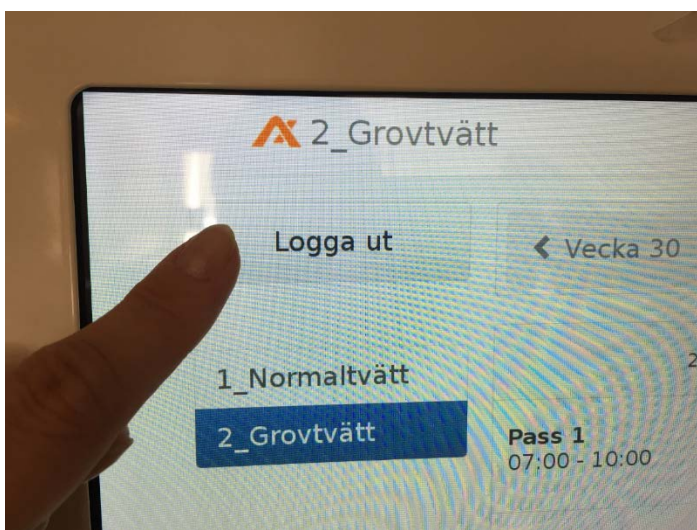 2_Grovtvätt
Logga ut
Vecka 30
1_Normaltvätt
2_Grovtvätt
Pass 1
07:00 - 10:00